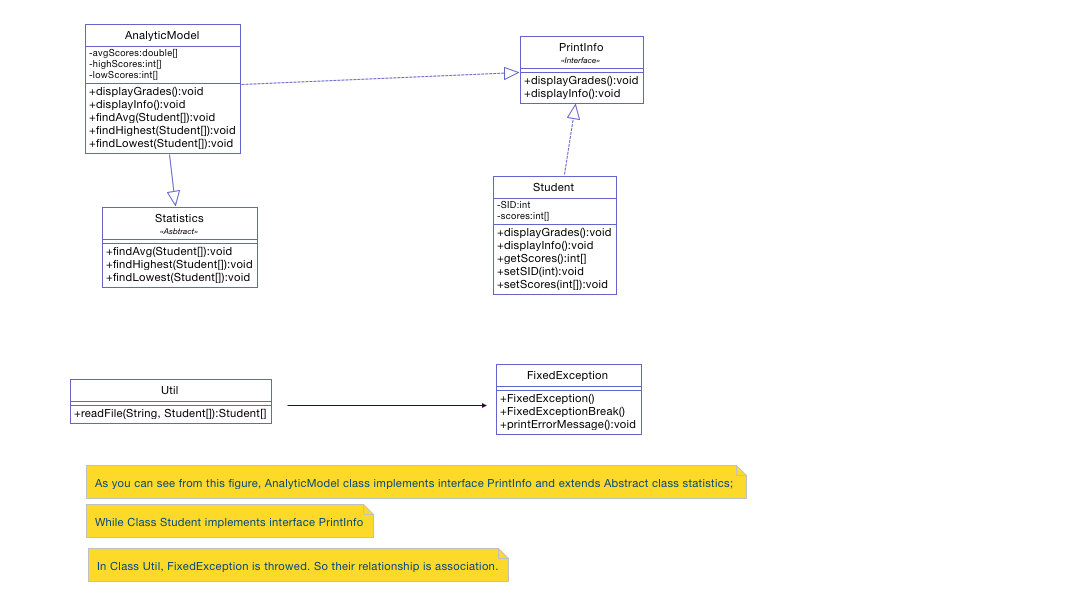 AnalyticModel
-avgScores:double[]
-highScores:int[]
-lowScores:int[]
+displayGrades():void
+displayInfo():void
+findAvg(Student[]):void
+findHighest(Student[]):void
+findLowest(Student[]):void
PrintInfo
«Interface»
+displayGrades():void
+displayInfo():void
Statistics
«Asbtract»
+findAvg(Student[]):void
+findHighest(Student[]):void
+findLowest(Student[]):void
Student
-SID:int
-scores:int[]
+displayGrades():void
+displayInfo():void
+getScores():int[]
+setSID(int):void
+setScores(int[]):void
Util
+readFile(String, Student[]):Student[]
FixedException
+FixedException()
+FixedExceptionBreak()
+printErrorMessage():void
As you can see from this figure, AnalyticModel class implements interface PrintInfo and extends Abstract class statistics;
While Class Student implements interface PrintInfo
In Class Util, FixedException is throwed. So their relationship is association.